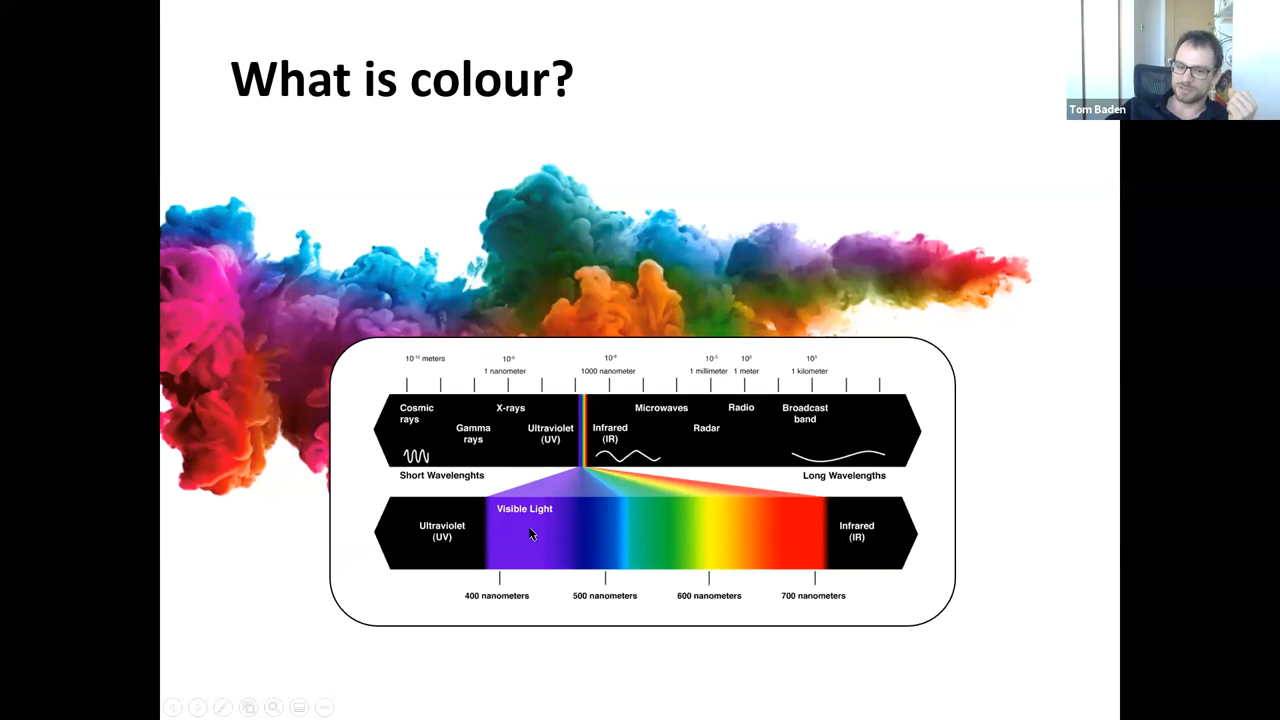 What is colour?
Tom Baden
10⁻¹² meters
10⁻⁹
1 nanometer
10⁻⁶
1000 nanometer
10⁻³
1 millimeter
10⁰
1 meter
10³
1 kilometer
Cosmic
rays
X-rays
Microwaves
Radio
Broadcast
band
Gamma
rays
Ultraviolet
(UV)
Infrared
(IR)
Radar
Short Wavelenghts
Long Wavelengths
Visible Light
Ultraviolet
(UV)
Infrared
(IR)
400 nanometers
500 nanometers
600 nanometers
700 nanometers